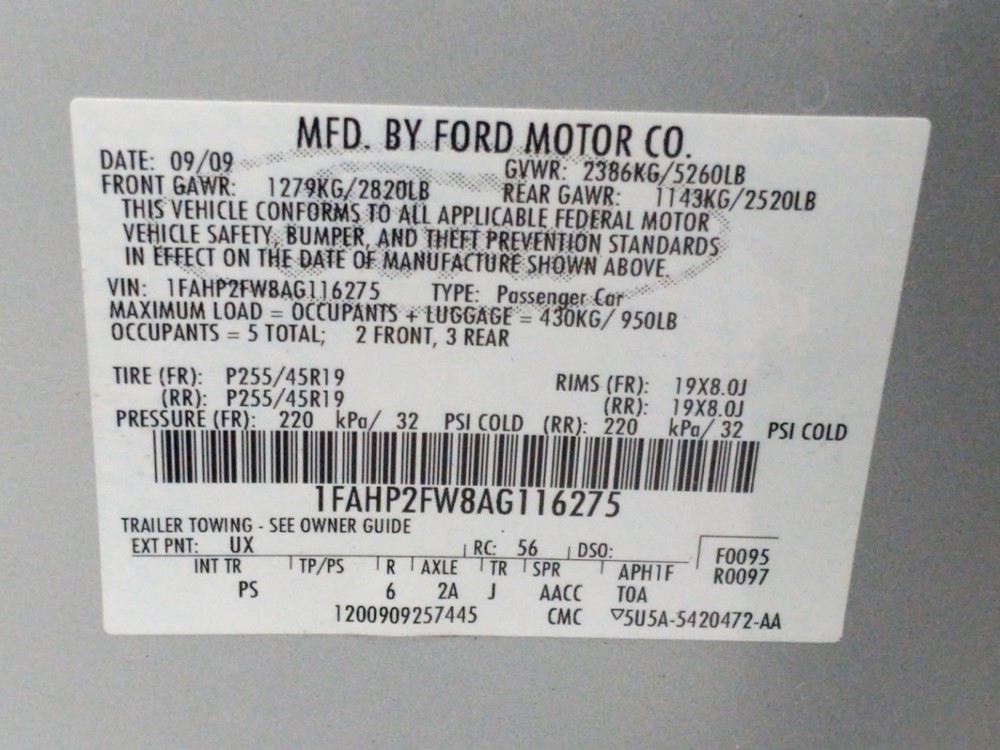 MFD. BY FORD MOTOR CO.
DATE: 09/09 GVWR: 2386KG/5260LB
FRONT GAWR: 1279KG/2820LB REAR GAWR: 1143KG/2520LB
THIS VEHICLE CONFORMS TO ALL APPLICABLE FEDERAL MOTOR
VEHICLE SAFETY, BUMPER, AND THEFT PREVENTION STANDARDS
IN EFFECT ON THE DATE OF MANUFACTURE SHOWN ABOVE.
VIN: 1FAHP2FW8AG116275 TYPE: Passenger Car
MAXIMUM LOAD = OCCUPANTS + LUGGAGE = 430KG/ 950LB
OCCUPANTS = 5 TOTAL; 2 FRONT, 3 REAR
TIRE (FR): P255/45R19 RIMS (FR): 19X8.0J
(RR): P255/45R19 (RR): 19X8.0J
PRESSURE (FR): 220 kPa/ 32 PSI COLD (RR): 220 kPa/ 32 PSI COLD
1FAHP2FW8AG116275
TRAILER TOWING - SEE OWNER GUIDE
EXT PNT: UX RC: 56 DSO: F0095
INT TR TP/PS R AXLE TR SPR APH1F R0097
PS 6 2A J AACC TOA
1200909257445 CMC ▽5U5A-5420472-AA